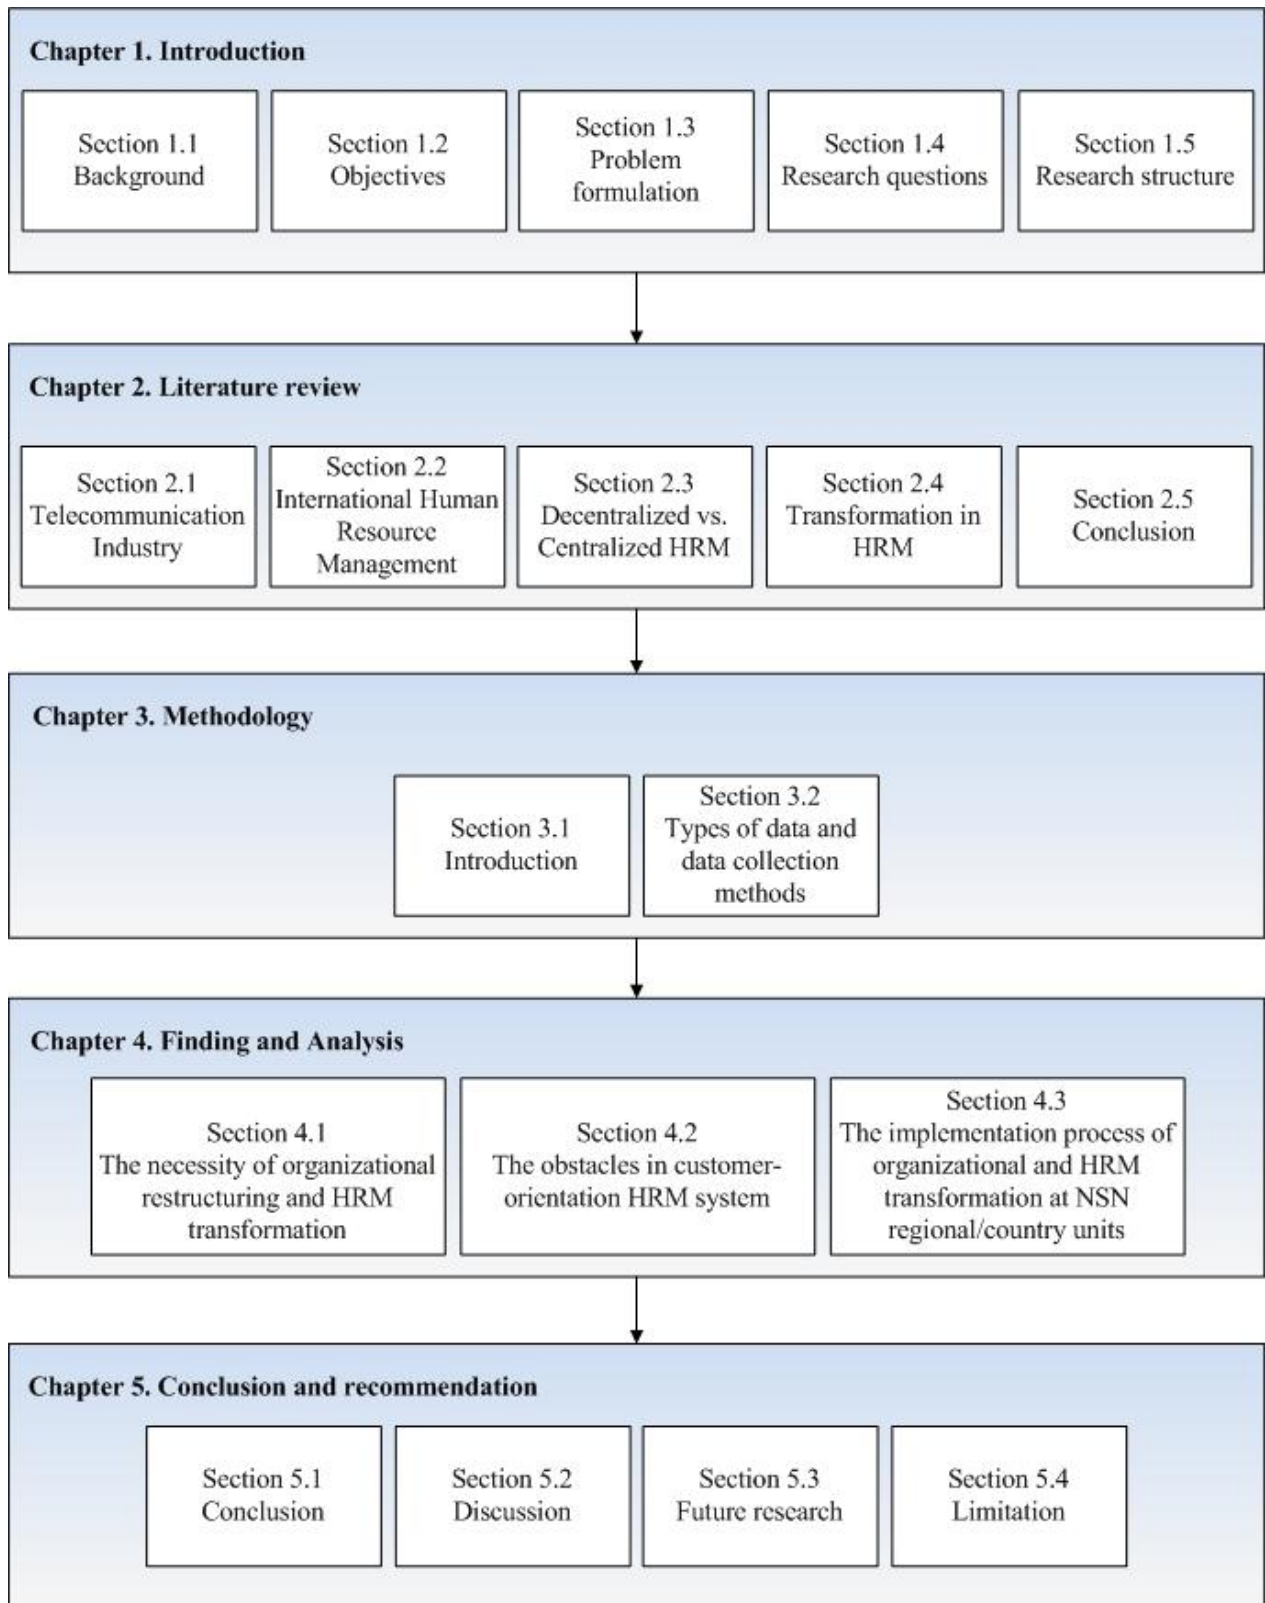 Chapter 1. Introduction
Section 1.1
Background
Section 1.2
Objectives
Section 1.3
Problem
formulation
Section 1.4
Research questions
Section 1.5
Research structure
Chapter 2. Literature review
Section 2.1
Telecommunication
Industry
Section 2.2
International Human
Resource
Management
Section 2.3
Decentralized vs.
Centralized HRM
Section 2.4
Transformation in
HRM
Section 2.5
Conclusion
Chapter 3. Methodology
Section 3.1
Introduction
Section 3.2
Types of data and
data collection
methods
Chapter 4. Finding and Analysis
Section 4.1
The necessity of organizational
restructuring and HRM
transformation
Section 4.2
The obstacles in customer-
orientation HRM system
Section 4.3
The implementation process of
organizational and HRM
transformation at NSN
regional/country units
Chapter 5. Conclusion and recommendation
Section 5.1
Conclusion
Section 5.2
Discussion
Section 5.3
Future research
Section 5.4
Limitation